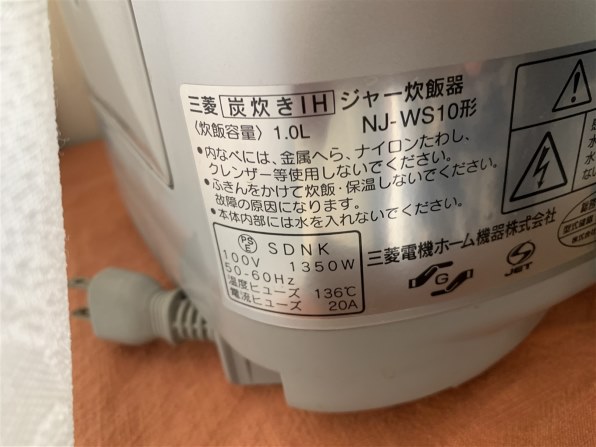 三菱 炭炊きIH ジャー炊飯器
〈炊飯容量〉 1.0L NJ-WS10形
●内なべには、金属へら、ナイロンたわし、
クレンザー等使用しないでください。
●ふきんをかけて炊飯・保温しないでください。
故障の原因になります。
●本体内部には水を入れないでください。
PSE SDNK
100V 1350W
50-60Hz
温度ヒューズ 136℃
電流ヒューズ 20A
三菱電機ホーム機器株式会社
G
JET
水
水
ない